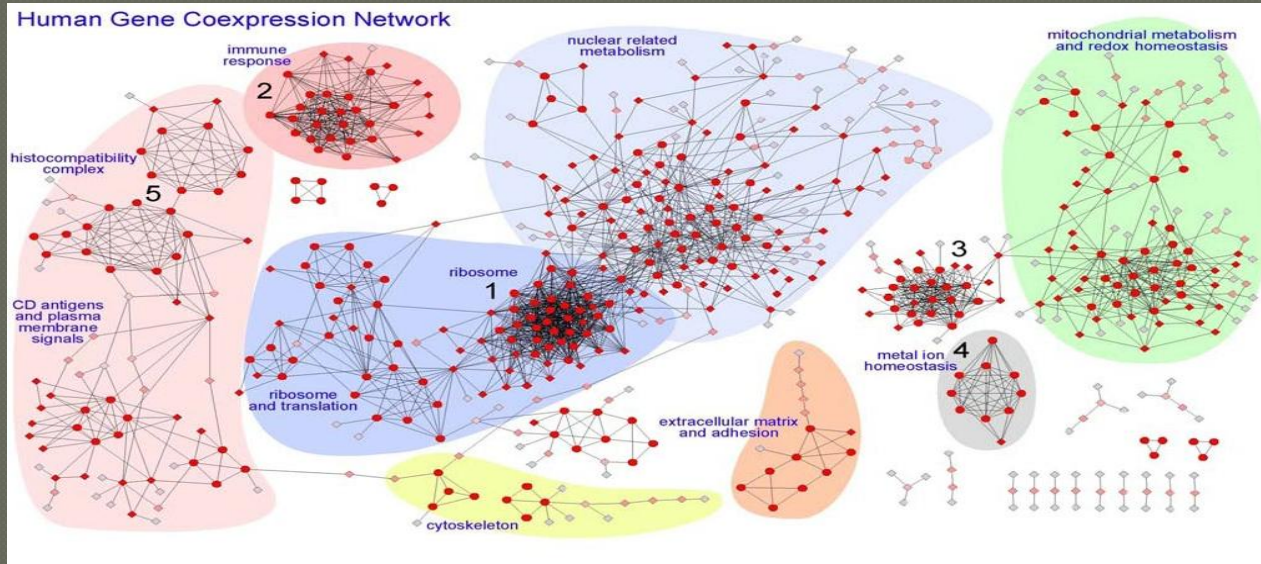 Human Gene Coexpression Network
immune
response
2
nuclear related
metabolism
mitochondrial metabolism
and redox homeostasis
histocompatibility
complex
5
ribosome
1
3
CD antigens
and plasma
membrane
signals
4
metal ion
homeostasis
ribosome
and translation
extracellular matrix
and adhesion
cytoskeleton